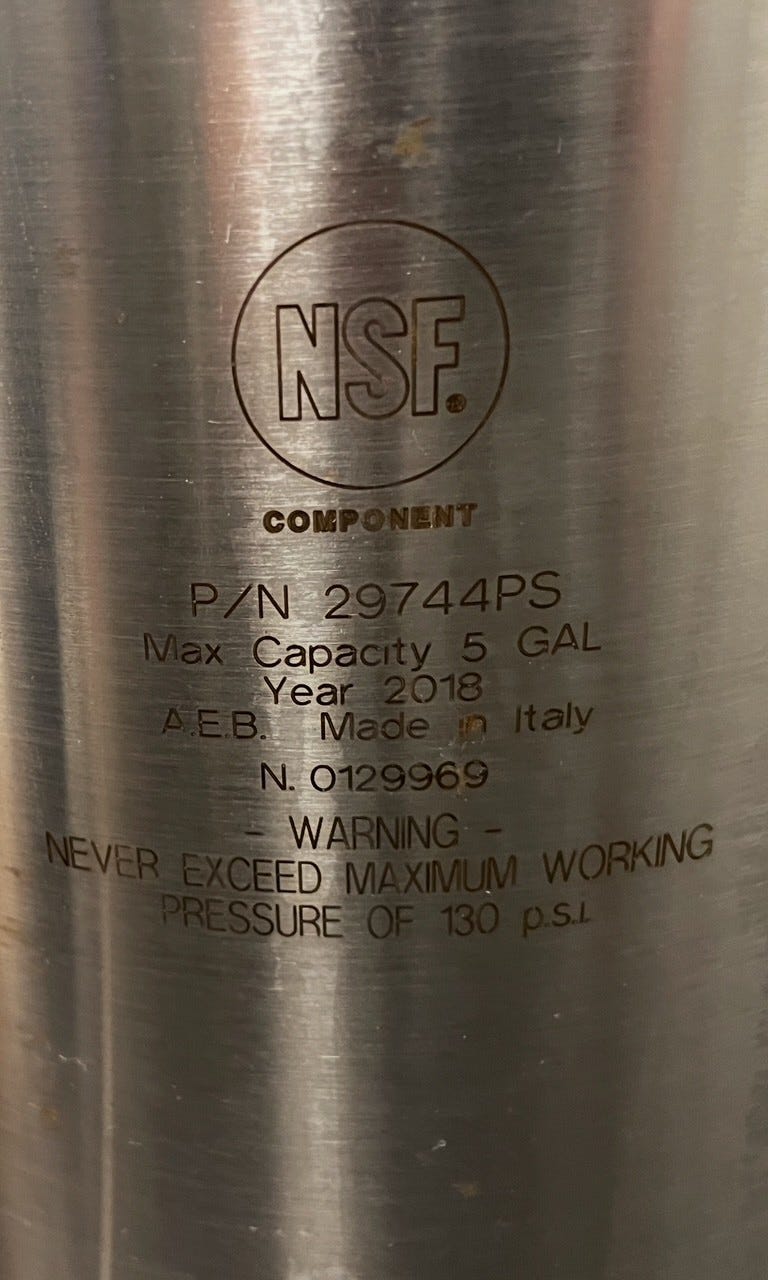 NSF®
COMPONENT
P/N 29744PS
Max Capacity 5 GAL
Year 2018
A.E.B. Made in Italy
N. 0129969
- WARNING -
NEVER EXCEED MAXIMUM WORKING
PRESSURE OF 130 p.s.i.